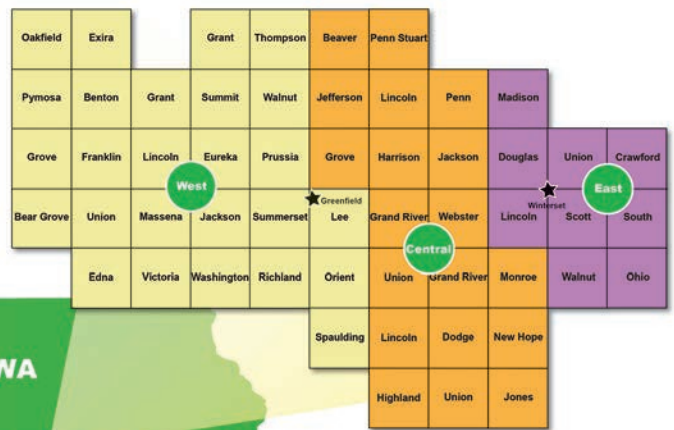 Oakfield Exira Grant Thompson Beaver Penn Stuart
Pymosa Benton Grant Summit Walnut Jefferson Lincoln Penn Madison
Grove Franklin Lincoln Eureka Prussia Grove Harrison Jackson Douglas Union Crawford
West East
Greenfield Winterset
Bear Grove Union Massena Jackson Summerset Lee Grand River Webster Lincoln Scott South
Central
Edna Victoria Washington Richland Orient Union Grand River Monroe Walnut Ohio
Spaulding Lincoln Dodge New Hope
WA
Highland Union Jones